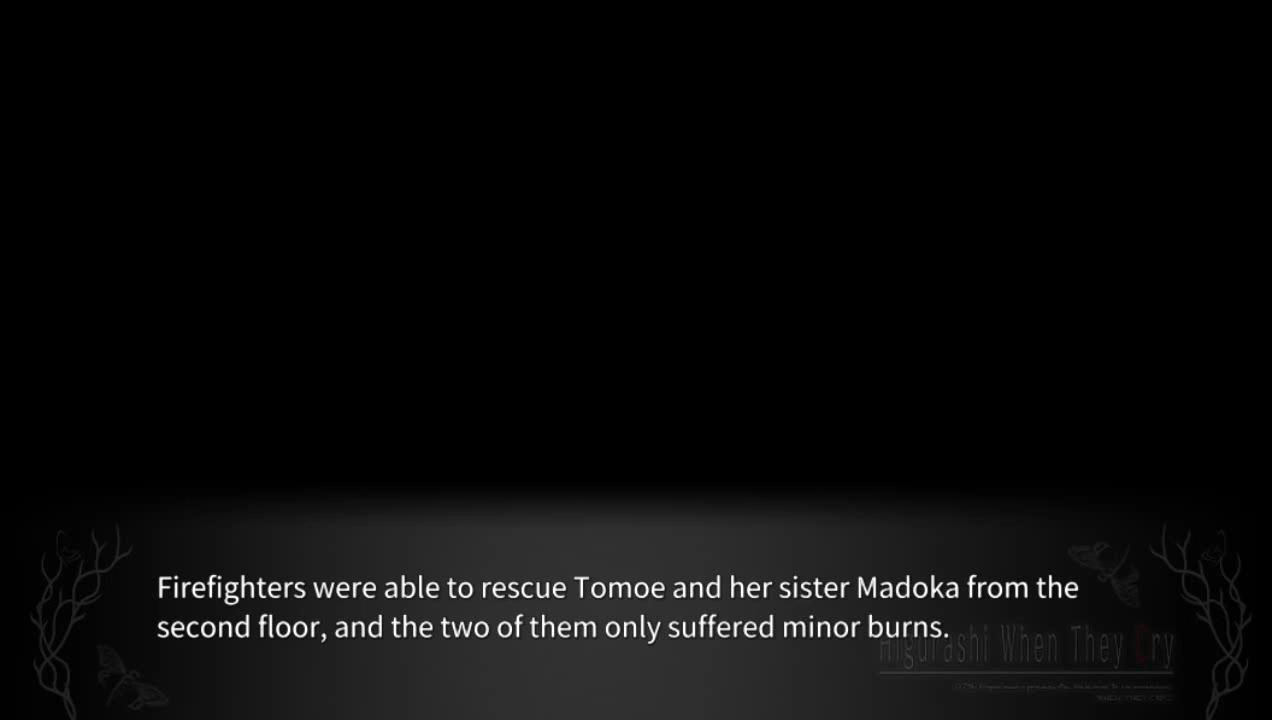 Firefighters were able to rescue Tomoe and her sister Madoka from the
second floor, and the two of them only suffered minor burns.
Higurashi When They Cry